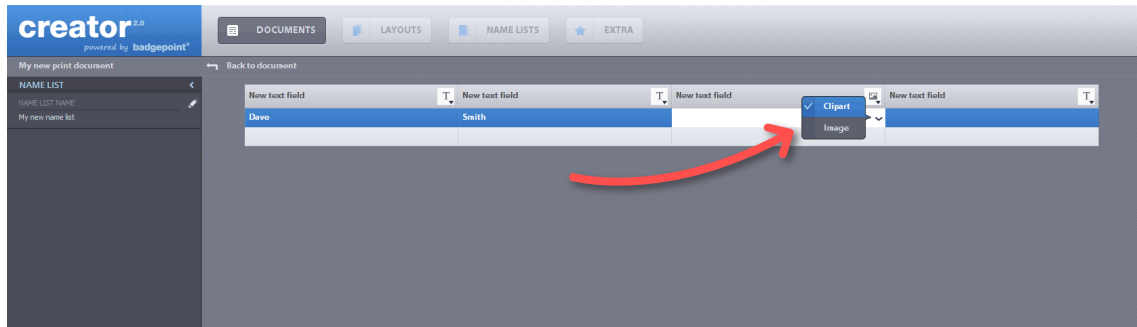 creator 2.0
powered by badgepoint®
DOCUMENTS
LAYOUTS
NAME LISTS
EXTRA
My new print document
Back to document
NAME LIST
NAME LIST NAME
My new name list
New text field T New text field T New text field New text field T
Dave Smith
Clipart
Image